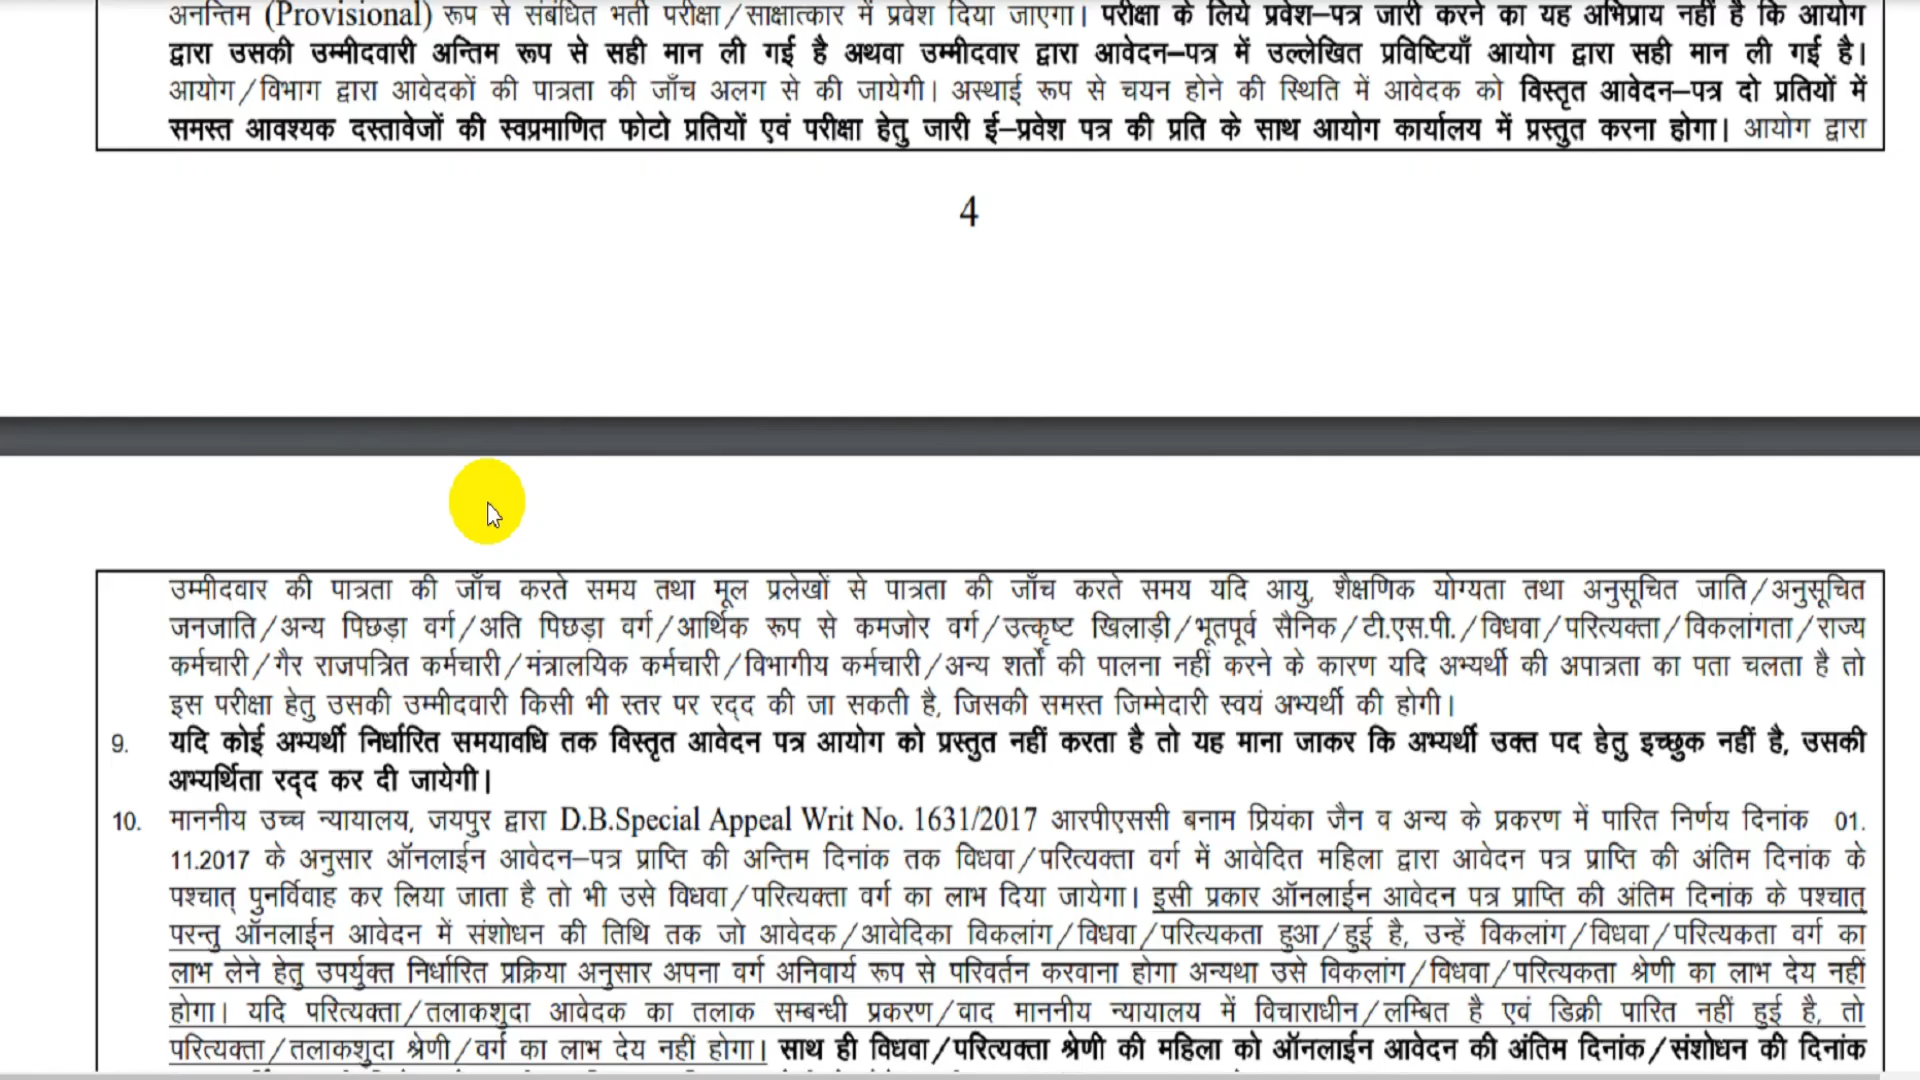 अनन्तिम (Provisional) रूप से संबंधित भर्ती परीक्षा/साक्षात्कार में प्रवेश दिया जाएगा। परीक्षा के लिये प्रवेश–पत्र जारी करने का यह अभिप्राय नहीं है कि आयोग
द्वारा उसकी उम्मीदवारी अन्तिम रूप से सही मान ली गई है अथवा उम्मीदवार द्वारा आवेदन–पत्र में उल्लेखित प्रविष्टियाँ आयोग द्वारा सही मान ली गई है।
आयोग/विभाग द्वारा आवेदकों की पात्रता की जाँच अलग से की जायेगी। अस्थाई रूप से चयन होने की स्थिति में आवेदक को विस्तृत आवेदन–पत्र दो प्रतियों में
समस्त आवश्यक दस्तावेजों की स्वप्रमाणित फोटो प्रतियों एवं परीक्षा हेतु जारी ई–प्रवेश पत्र की प्रति के साथ आयोग कार्यालय में प्रस्तुत करना होगा। आयोग द्वारा
4
उम्मीदवार की पात्रता की जाँच करते समय तथा मूल प्रलेखों से पात्रता की जाँच करते समय यदि आयु, शैक्षणिक योग्यता तथा अनुसूचित जाति/अनुसूचित
जनजाति/अन्य पिछड़ा वर्ग/अति पिछड़ा वर्ग/आर्थिक रूप से कमजोर वर्ग/उत्कृष्ट खिलाड़ी/भूतपूर्व सैनिक/टी.एस.पी./विधवा/परित्यक्ता/विकलांगता/राज्य
कर्मचारी/गैर राजपत्रित कर्मचारी/मंत्रालयिक कर्मचारी/विभागीय कर्मचारी/अन्य शर्तों की पालना नहीं करने के कारण यदि अभ्यर्थी की अपात्रता का पता चलता है तो
इस परीक्षा हेतु उसकी उम्मीदवारी किसी भी स्तर पर रद्द की जा सकती है, जिसकी समस्त जिम्मेदारी स्वयं अभ्यर्थी की होगी।
9. यदि कोई अभ्यर्थी निर्धारित समयावधि तक विस्तृत आवेदन पत्र आयोग को प्रस्तुत नहीं करता है तो यह माना जाकर कि अभ्यर्थी उक्त पद हेतु इच्छुक नहीं है, उसकी
अभ्यर्थिता रद्द कर दी जायेगी।
10. माननीय उच्च न्यायालय, जयपुर द्वारा D.B.Special Appeal Writ No. 1631/2017 आरपीएससी बनाम प्रियंका जैन व अन्य के प्रकरण में पारित निर्णय दिनांक 01.
11.2017 के अनुसार ऑनलाईन आवेदन–पत्र प्राप्ति की अन्तिम दिनांक तक विधवा/परित्यक्ता वर्ग में आवेदित महिला द्वारा आवेदन पत्र प्राप्ति की अंतिम दिनांक के
पश्चात् पुनर्विवाह कर लिया जाता है तो भी उसे विधवा/परित्यक्ता वर्ग का लाभ दिया जायेगा। इसी प्रकार ऑनलाईन आवेदन पत्र प्राप्ति की अंतिम दिनांक के पश्चात्
परन्तु ऑनलाईन आवेदन में संशोधन की तिथि तक जो आवेदक/आवेदिका विकलांग/विधवा/परित्यकता हुआ/हुई है, उन्हें विकलांग/विधवा/परित्यकता वर्ग का
लाभ लेने हेतु उपर्युक्त निर्धारित प्रक्रिया अनुसार अपना वर्ग अनिवार्य रूप से परिवर्तन करवाना होगा अन्यथा उसे विकलांग/विधवा/परित्यकता श्रेणी का लाभ देय नहीं
होगा। यदि परित्यक्ता/तलाकशुदा आवेदक का तलाक सम्बन्धी प्रकरण/वाद माननीय न्यायालय में विचाराधीन/लम्बित है एवं डिक्री पारित नहीं हुई है, तो
परित्यक्ता/तलाकशुदा श्रेणी/वर्ग का लाभ देय नहीं होगा। साथ ही विधवा/परित्यक्ता श्रेणी की महिला को ऑनलाईन आवेदन की अंतिम दिनांक/संशोधन की दिनांक